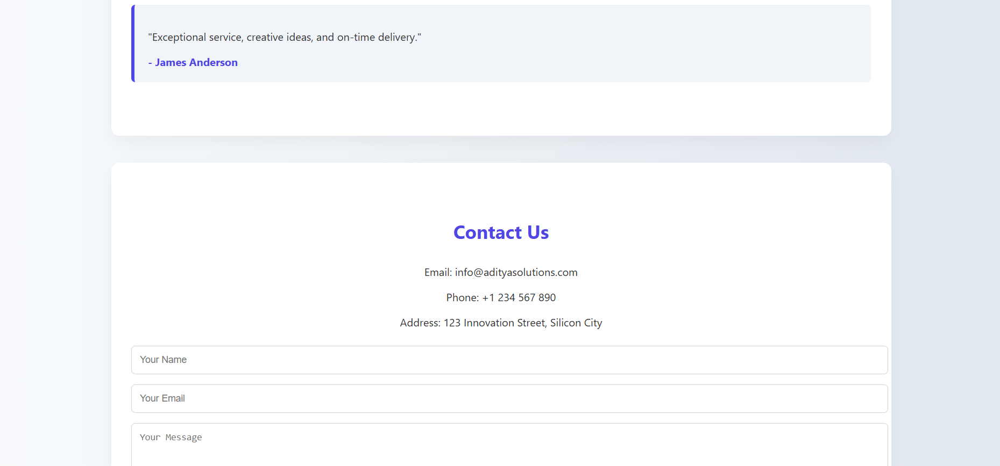 "Exceptional service, creative ideas, and on-time delivery."
- James Anderson
Contact Us
Email: info@adityasolutions.com
Phone: +1 234 567 890
Address: 123 Innovation Street, Silicon City
Your Name
Your Email
Your Message